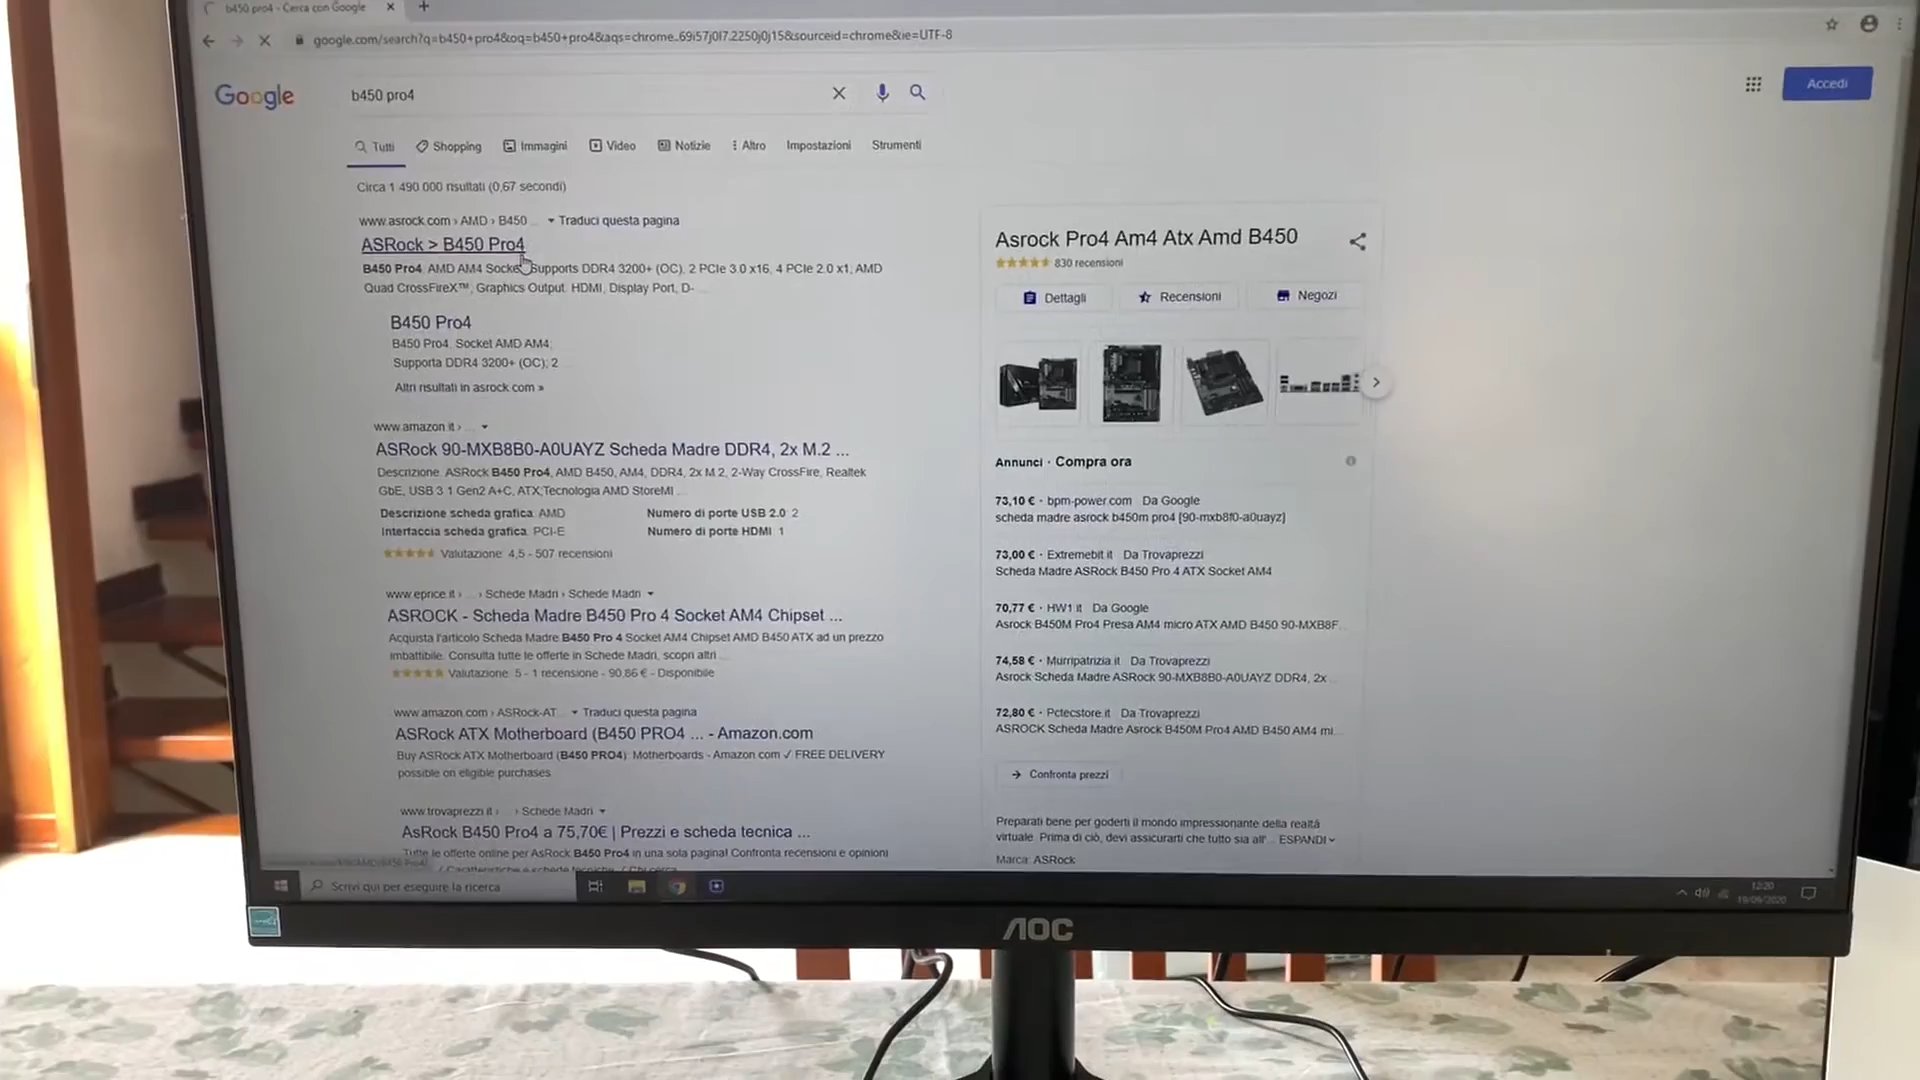 b450 pro4 - Cerca con Google
google.com/search?q=b450+pro4&oq=b450+pro4&aqs=chrome..69i57j0l7.2250j0j15&sourceid=chrome&ie=UTF-8
Google
b450 pro4
Accedi
Tutti Shopping Immagini Video Notizie Altro Impostazioni Strumenti
Circa 1 490 000 risultati (0,67 secondi)
www.asrock.com › AMD › B450 ... Traduci questa pagina
ASRock > B450 Pro4
B450 Pro4, AMD AM4 Socket Supports DDR4 3200+ (OC), 2 PCIe 3.0 x16, 4 PCIe 2.0 x1; AMD
Quad CrossFireX™; Graphics Output: HDMI, Display Port, D- ...
B450 Pro4
B450 Pro4. Socket AMD AM4;
Supporta DDR4 3200+ (OC); 2
Altri risultati in asrock.com »
www.amazon.it › ...
ASRock 90-MXB8B0-A0UAYZ Scheda Madre DDR4, 2x M.2 ...
Descrizione. ASRock B450 Pro4, AMD B450, AM4, DDR4, 2x M.2, 2-Way CrossFire, Realtek
GbE, USB 3.1 Gen2 A+C, ATX;Tecnologia AMD StoreMI ...
Descrizione scheda grafica: AMD Numero di porte USB 2.0: 2
Interfaccia scheda grafica: PCI-E Numero di porte HDMI: 1
Valutazione: 4,5 - 507 recensioni
www.eprice.it › ... › Schede Madri › Schede Madri
ASROCK - Scheda Madre B450 Pro 4 Socket AM4 Chipset ...
Acquista l'articolo Scheda Madre B450 Pro 4 Socket AM4 Chipset AMD B450 ATX ad un prezzo
imbattibile. Consulta tutte le offerte in Schede Madri, scopri altri ...
Valutazione: 5 - 1 recensione - 90,86 € - Disponibile
www.amazon.com › ASRock-AT... Traduci questa pagina
ASRock ATX Motherboard (B450 PRO4 ... - Amazon.com
Buy ASRock ATX Motherboard (B450 PRO4): Motherboards - Amazon.com ✓ FREE DELIVERY
possible on eligible purchases.
www.trovaprezzi.it › ... › Schede Madri
AsRock B450 Pro4 a 75,70€ | Prezzi e scheda tecnica ...
Tutte le offerte online per AsRock B450 Pro4 in una sola pagina! Confronta recensioni e opinioni
Asrock Pro4 Am4 Atx Amd B450
830 recensioni
Dettagli Recensioni Negozi
Annunci · Compra ora
73,10 € · bpm-power.com Da Google
scheda madre asrock b450m pro4 [90-mxb8f0-a0uayz]
73,00 € · Extremebit.it Da Trovaprezzi
Scheda Madre ASRock B450 Pro 4 ATX Socket AM4
70,77 € · HW1.it Da Google
Asrock B450M Pro4 Presa AM4 micro ATX AMD B450 90-MXB8F...
74,58 € · Murripatrizia.it Da Trovaprezzi
Asrock Scheda Madre ASRock 90-MXB8B0-A0UAYZ DDR4, 2x ...
72,80 € · Pctecstore.it Da Trovaprezzi
ASROCK Scheda Madre Asrock B450M Pro4 AMD B450 AM4 mi...
Confronta prezzi
Preparati bene per goderti il mondo impressionante della realtà
virtuale. Prima di ciò, devi assicurarti che tutto sia all'... ESPANDI
Marca: ASRock
Scrivi qui per eseguire la ricerca
12:20
19/09/2020
AOC